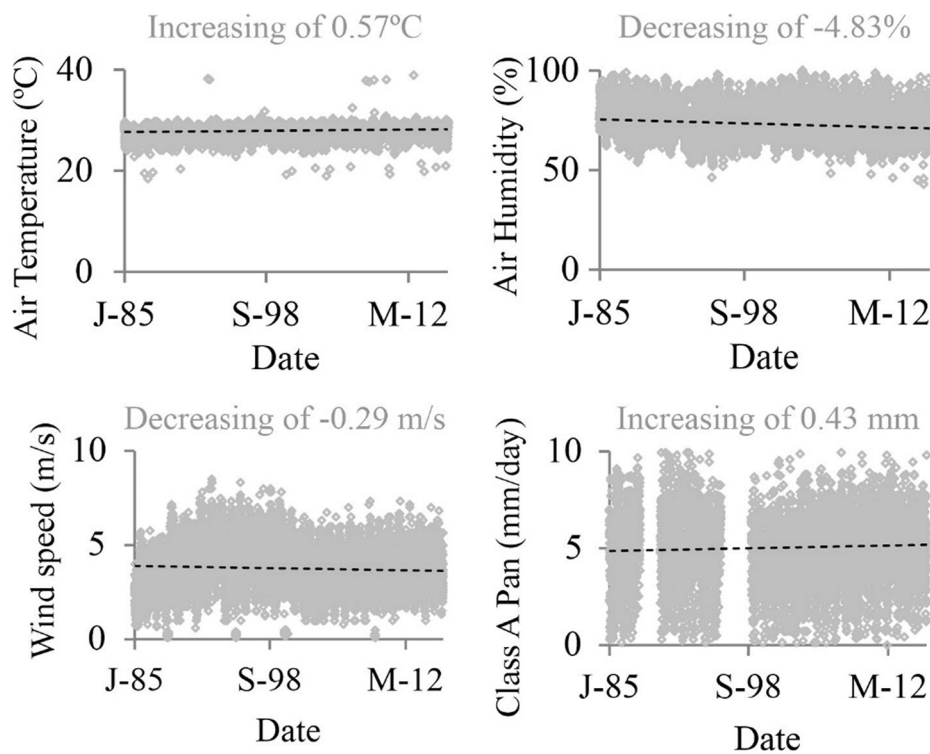 Increasing of 0.57ºC
Air Temperature (ºC)
40
20
0
J-85 S-98 M-12
Date
Decreasing of -4.83%
Air Humidity (%)
100
50
0
J-85 S-98 M-12
Date
Decreasing of -0.29 m/s
Wind speed (m/s)
10
5
0
J-85 S-98 M-12
Date
Increasing of 0.43 mm
Class A Pan (mm/day)
10
5
0
J-85 S-98 M-12
Date